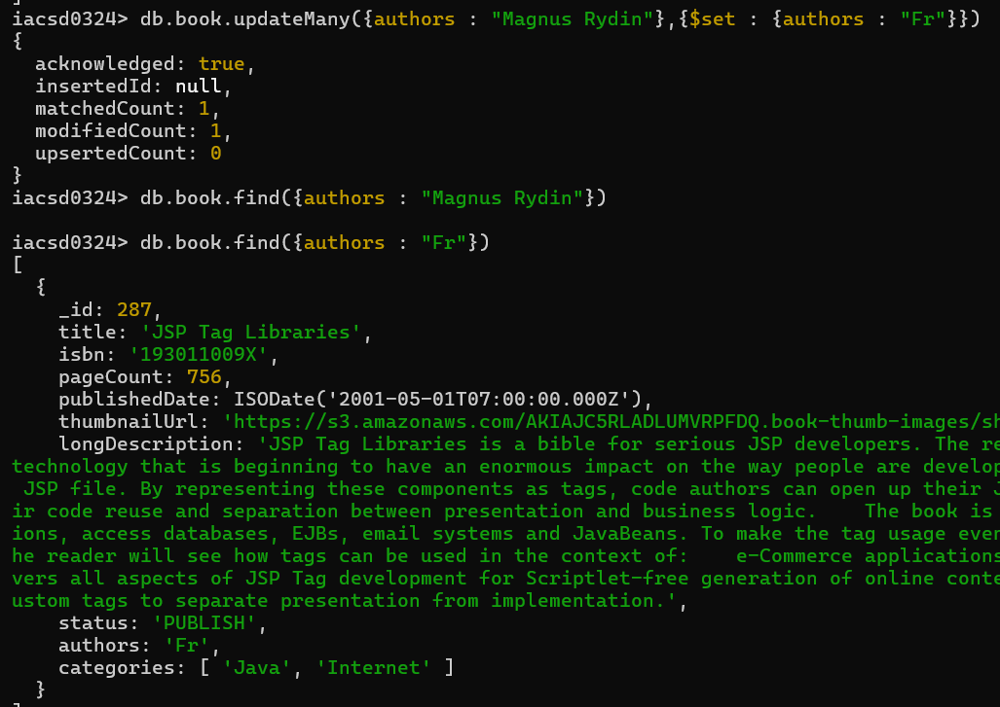 ]
iacsd0324> db.book.updateMany({authors : "Magnus Rydin"},{$set : {authors : "Fr"}})
{
  acknowledged: true,
  insertedId: null,
  matchedCount: 1,
  modifiedCount: 1,
  upsertedCount: 0
}
iacsd0324> db.book.find({authors : "Magnus Rydin"})

iacsd0324> db.book.find({authors : "Fr"})
[
  {
    _id: 287,
    title: 'JSP Tag Libraries',
    isbn: '193011009X',
    pageCount: 756,
    publishedDate: ISODate('2001-05-01T07:00:00.000Z'),
    thumbnailUrl: 'https://s3.amazonaws.com/AKIAJC5RLADLUMVRPFDQ.book-thumb-images/sh
    longDescription: 'JSP Tag Libraries is a bible for serious JSP developers. The re
technology that is beginning to have an enormous impact on the way people are develop
 JSP file. By representing these components as tags, code authors can open up their J
ir code reuse and separation between presentation and business logic.    The book is
ions, access databases, EJBs, email systems and JavaBeans. To make the tag usage even
he reader will see how tags can be used in the context of:    e-Commerce applications
vers all aspects of JSP Tag development for Scriptlet-free generation of online conte
ustom tags to separate presentation from implementation.',
    status: 'PUBLISH',
    authors: 'Fr',
    categories: [ 'Java', 'Internet' ]
  }
]